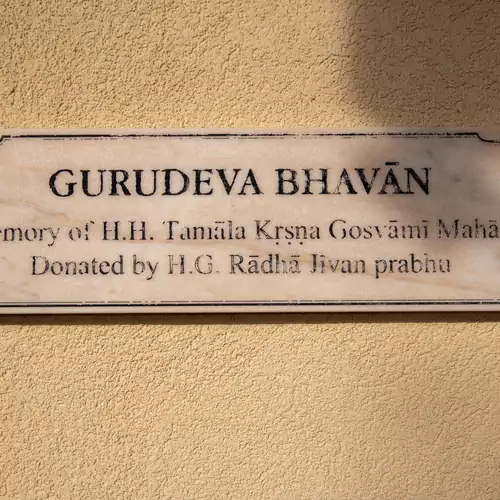 GURUDEVA BHAVĀN
emory of H.H. Tamāla Kṛṣṇa Gosvāmī Mahā
Donated by H.G. Rādhā Jīvan prabhu